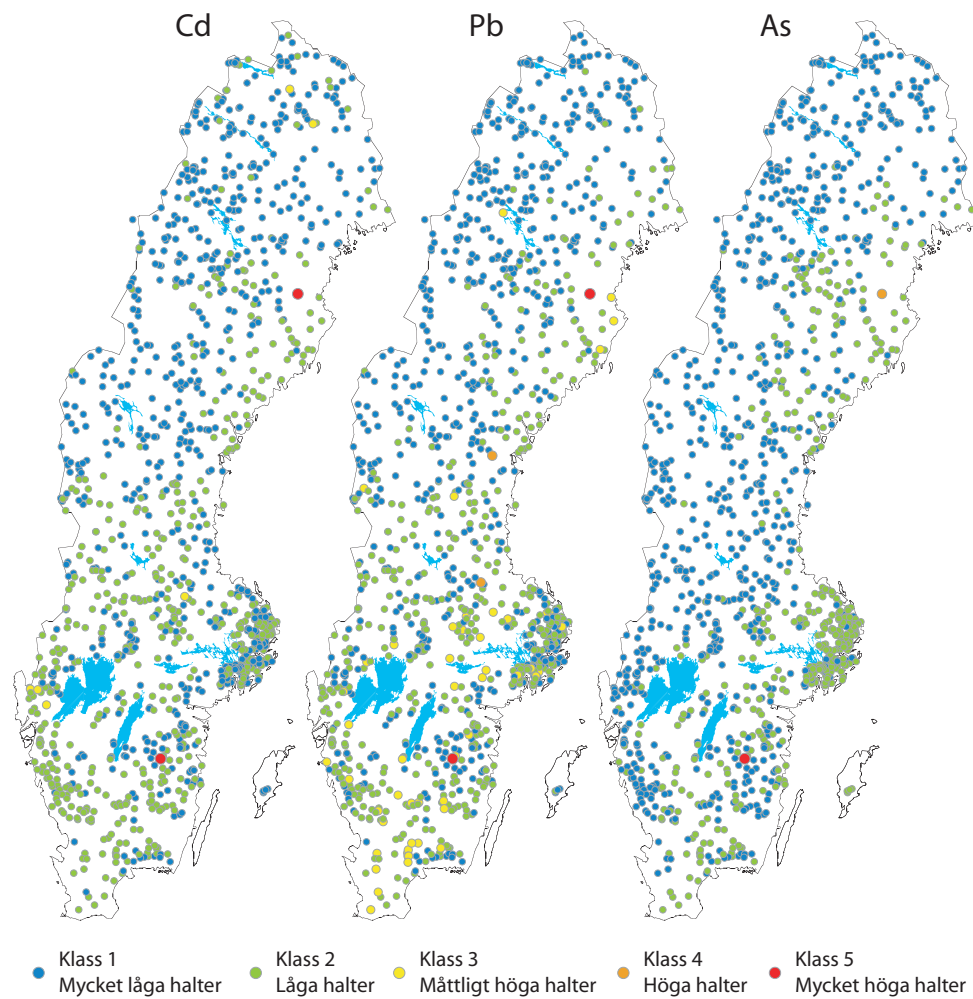 Cd Pb As
Klass 1 Klass 2 Klass 3 Klass 4 Klass 5
Mycket låga halter Låga halter Måttligt höga halter Höga halter Mycket höga halter